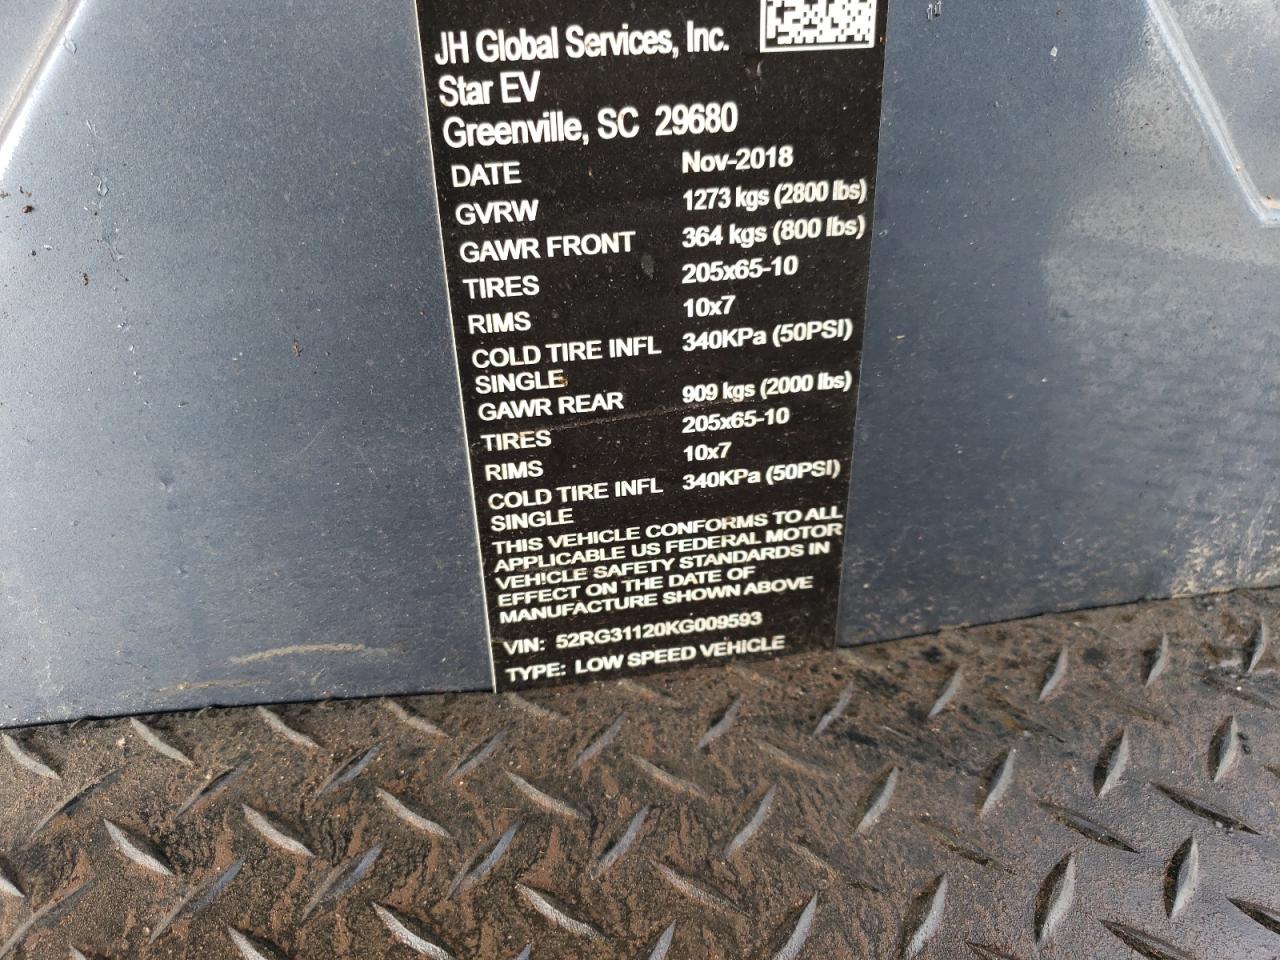 JH Global Services, Inc.
Star EV
Greenville, SC 29680
DATE Nov-2018
GVRW 1273 kgs (2800 lbs)
GAWR FRONT 364 kgs (800 lbs)
TIRES 205x65-10
RIMS 10x7
COLD TIRE INFL 340KPa (50PSI)
SINGLE
GAWR REAR 909 kgs (2000 lbs)
TIRES 205x65-10
RIMS 10x7
COLD TIRE INFL 340KPa (50PSI)
SINGLE
THIS VEHICLE CONFORMS TO ALL
APPLICABLE US FEDERAL MOTOR
VEHICLE SAFETY STANDARDS IN
EFFECT ON THE DATE OF
MANUFACTURE SHOWN ABOVE
VIN: 52RG31120KG009593
TYPE: LOW SPEED VEHICLE